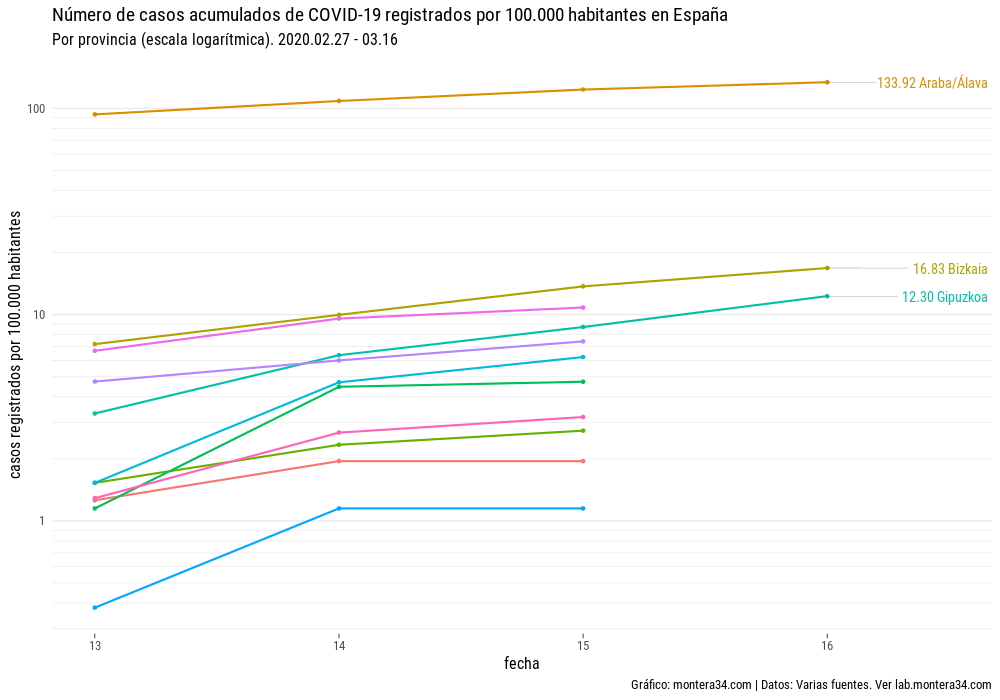 Número de casos acumulados de COVID-19 registrados por 100.000 habitantes en España
Por provincia (escala logarítmica). 2020.02.27 - 03.16
casos registrados por 100.000 habitantes
100
10
1
133.92 Araba/Álava
16.83 Bizkaia
12.30 Gipuzkoa
13 14 15 16
fecha
Gráfico: montera34.com | Datos: Varias fuentes. Ver lab.montera34.com